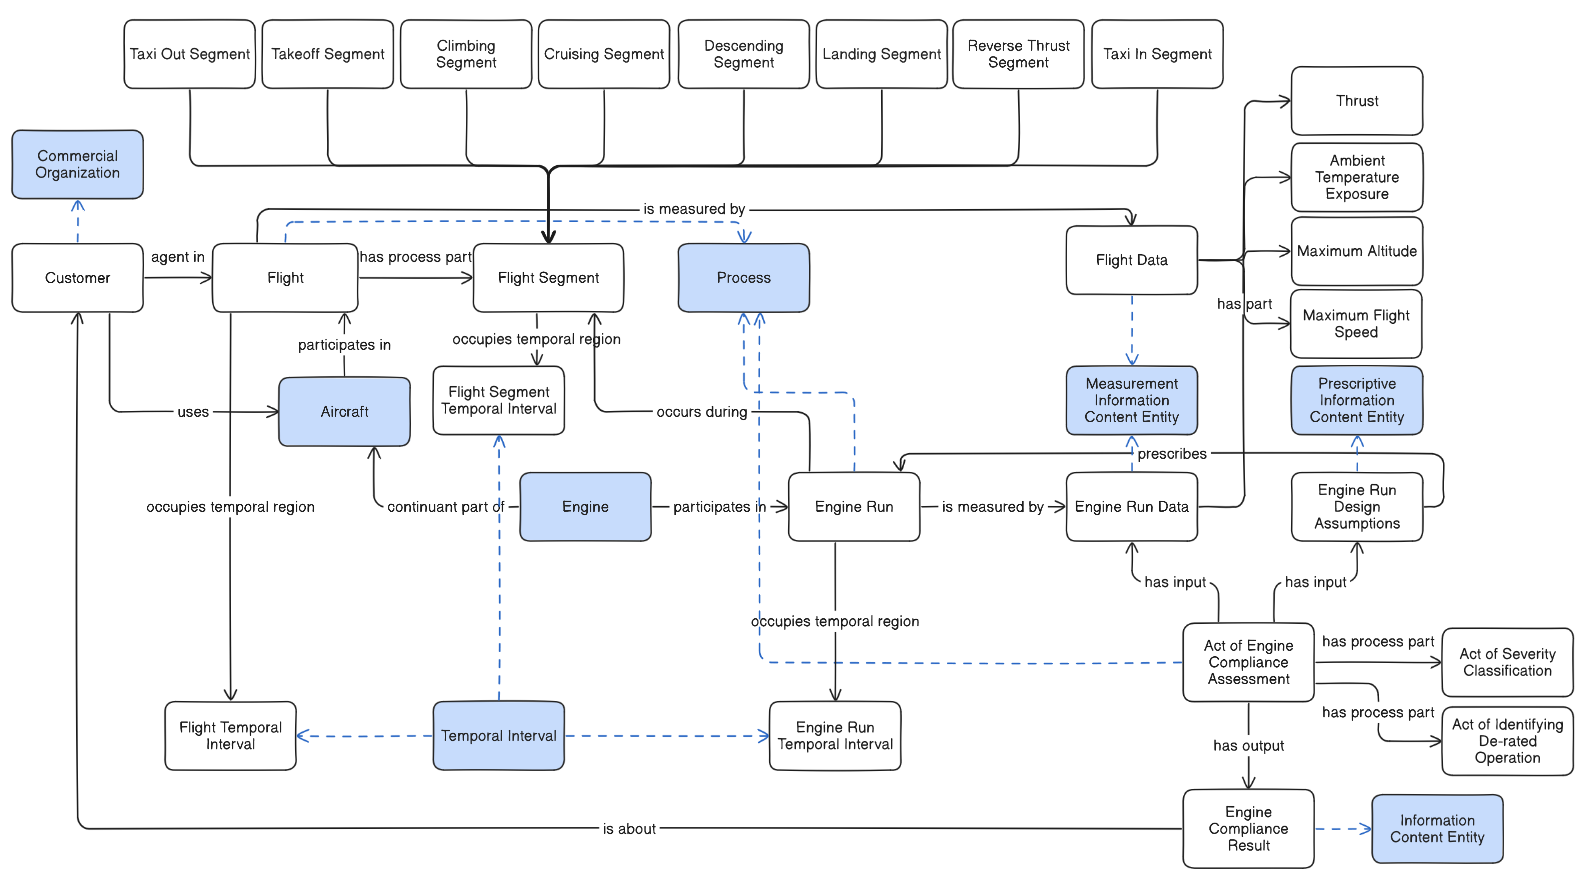 Taxi Out Segment
Takeoff Segment
Climbing
Segment
Cruising Segment
Descending
Segment
Landing Segment
Reverse Thrust
Segment
Taxi In Segment
Thrust
Commercial
Organization
Ambient
Temperature
Exposure
is measured by
Customer
agent in
Flight
has process part
Flight Segment
Process
Flight Data
Maximum Altitude
has part
Maximum Flight
Speed
participates in
occupies temporal region
uses
Aircraft
Flight Segment
Temporal Interval
occurs during
Measurement
Information
Content Entity
Prescriptive
Information
Content Entity
prescribes
occupies temporal region
continuant part of
Engine
participates in
Engine Run
is measured by
Engine Run Data
Engine Run
Design
Assumptions
has input
has input
occupies temporal region
Act of Engine
Compliance
Assessment
has process part
Act of Severity
Classification
has process part
Act of Identifying
De-rated
Operation
Flight Temporal
Interval
Temporal Interval
Engine Run
Temporal Interval
has output
is about
Engine
Compliance
Result
Information
Content Entity